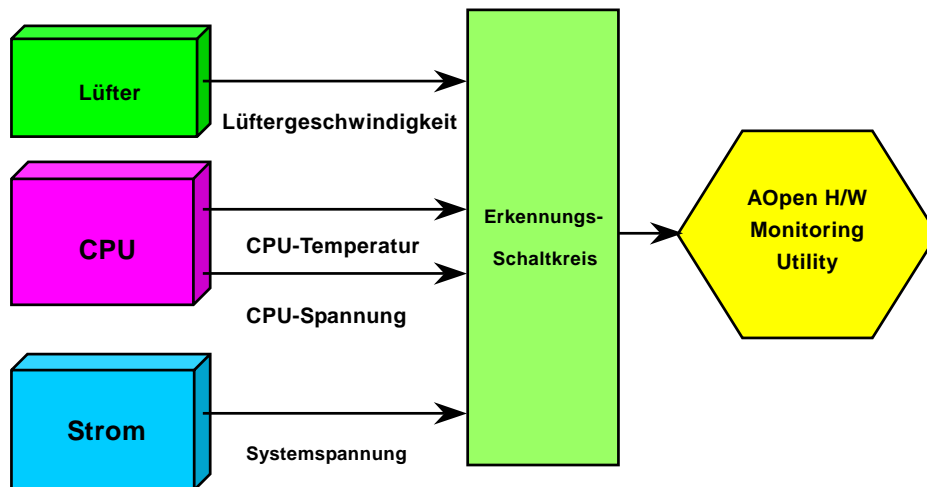 Lüfter
Lüftergeschwindigkeit
CPU
CPU-Temperatur
CPU-Spannung
Strom
Systemspannung
Erkennungs-
Schaltkreis
AOpen H/W
Monitoring
Utility